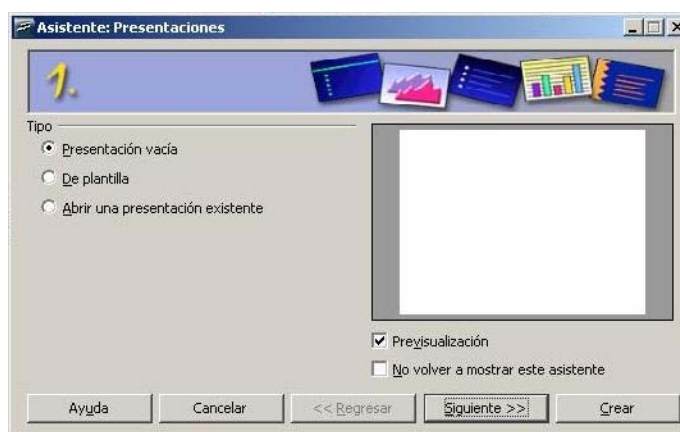 Asistente: Presentaciones
1.
Tipo
Presentación vacía
De plantilla
Abrir una presentación existente
Previsualización
No volver a mostrar este asistente
Ayuda
Cancelar
<< Regresar
Siguiente >>
Crear